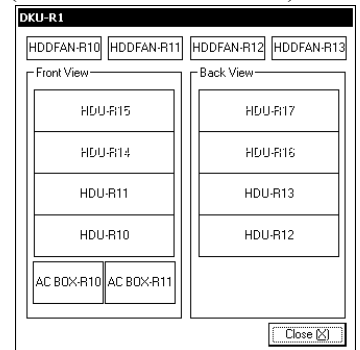 DKU-R1
HDDFAN-R10 HDDFAN-R11 HDDFAN-R12 HDDFAN-R13
Front View Back View
HDU-R15 HDU-R17
HDU-R14 HDU-R16
HDU-R11 HDU-R13
HDU-R10 HDU-R12
AC BOX-R10 AC BOX-R11
Close [X]